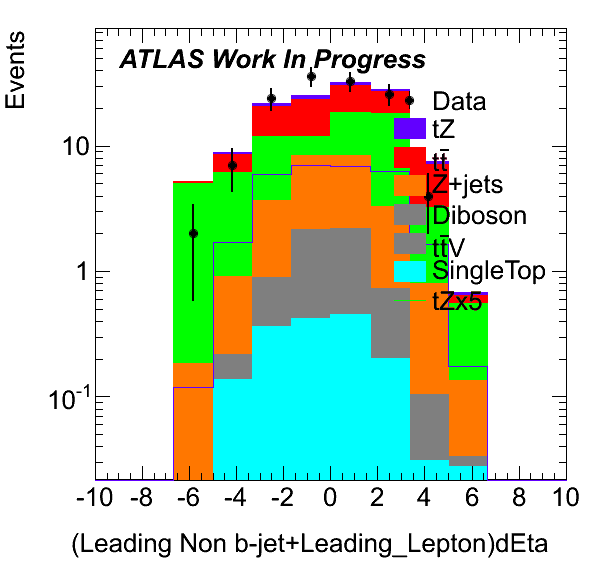 Events
ATLAS Work In Progress
Data
tZ
tt̄
Z+jets
Diboson
tt̄V
SingleTop
tZx5
10
1
10⁻¹
-10 -8 -6 -4 -2 0 2 4 6 8 10
(Leading Non b-jet+Leading_Lepton)dEta